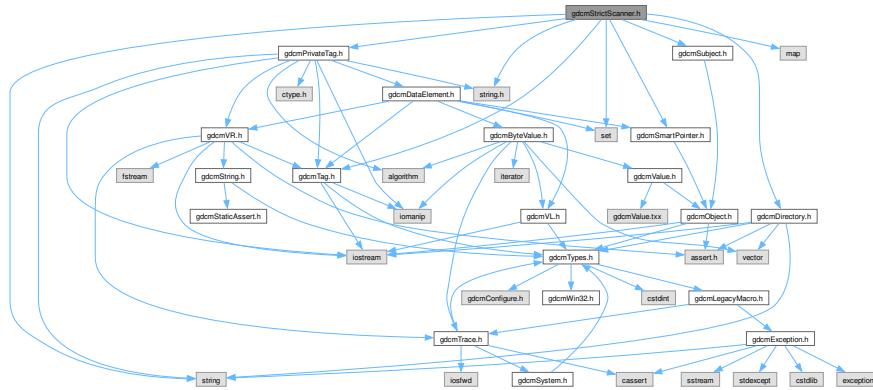 gdcmStrictScanner.h
gdcmPrivateTag.h
gdcmSubject.h
map
ctype.h
gdcmDataElement.h
string.h
gdcmVR.h
gdcmByteValue.h
set
gdcmSmartPointer.h
fstream
gdcmString.h
gdcmTag.h
algorithm
iterator
gdcmValue.h
gdcmStaticAssert.h
iomanip
gdcmVL.h
gdcmValue.txx
gdcmObject.h
gdcmDirectory.h
iostream
gdcmTypes.h
assert.h
vector
gdcmConfigure.h
gdcmWin32.h
cstdint
gdcmLegacyMacro.h
gdcmTrace.h
gdcmException.h
string
iosfwd
gdcmSystem.h
cassert
sstream
stdexcept
cstdlib
exception